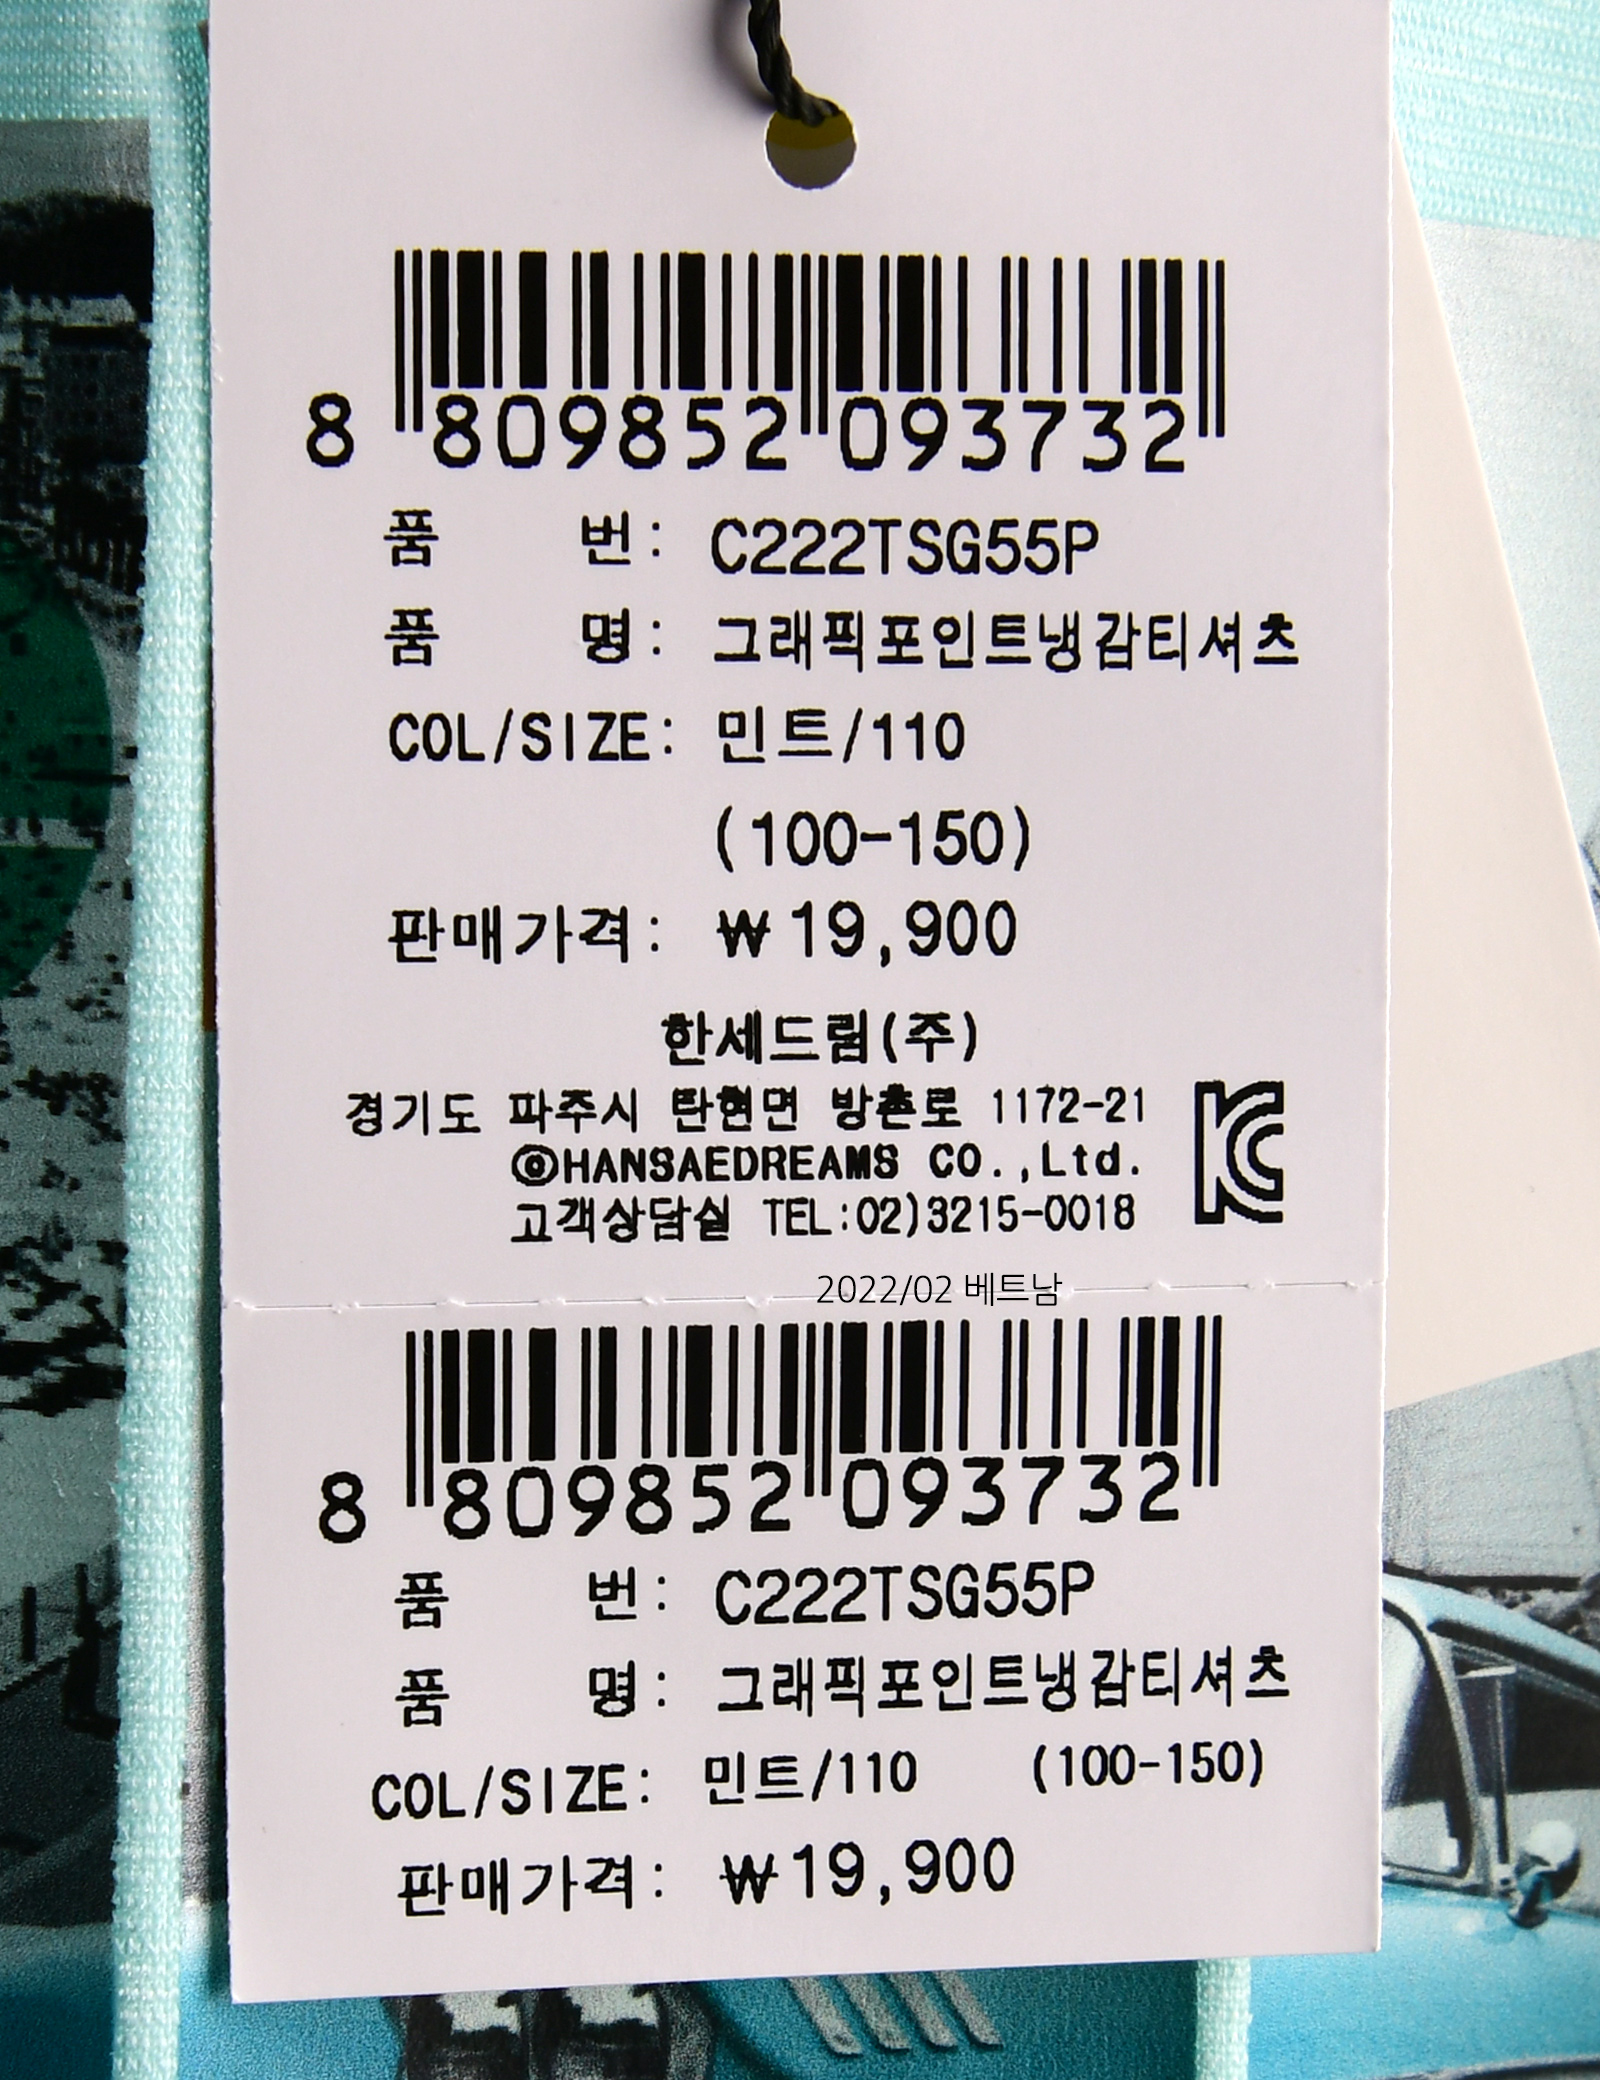 8 809852 093732
품 번: C222TSG55P
품 명: 그래픽포인트냉감티셔츠
COL/SIZE: 민트/110
(100-150)
판매가격: ₩19,900
한세드림(주)
경기도 파주시 탄현면 방촌로 1172-21
©HANSAEDREAMS CO.,Ltd.
고객상담실 TEL:02)3215-0018
KC
2022/02 베트남
8 809852 093732
품 번: C222TSG55P
품 명: 그래픽포인트냉감티셔츠
COL/SIZE: 민트/110 (100-150)
판매가격: ₩19,900